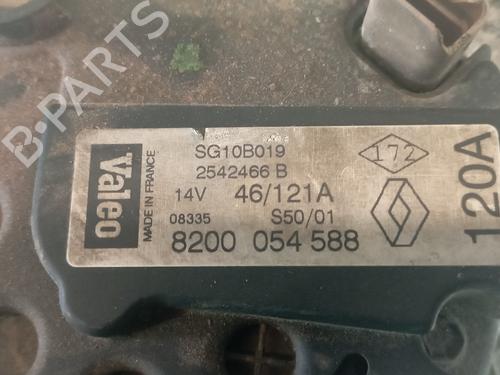 B-PARTS
Valeo
MADE IN FRANCE
SG10B019
2542466 B
14V 46/121A
08335 S50/01
8200 054 588
172
120A